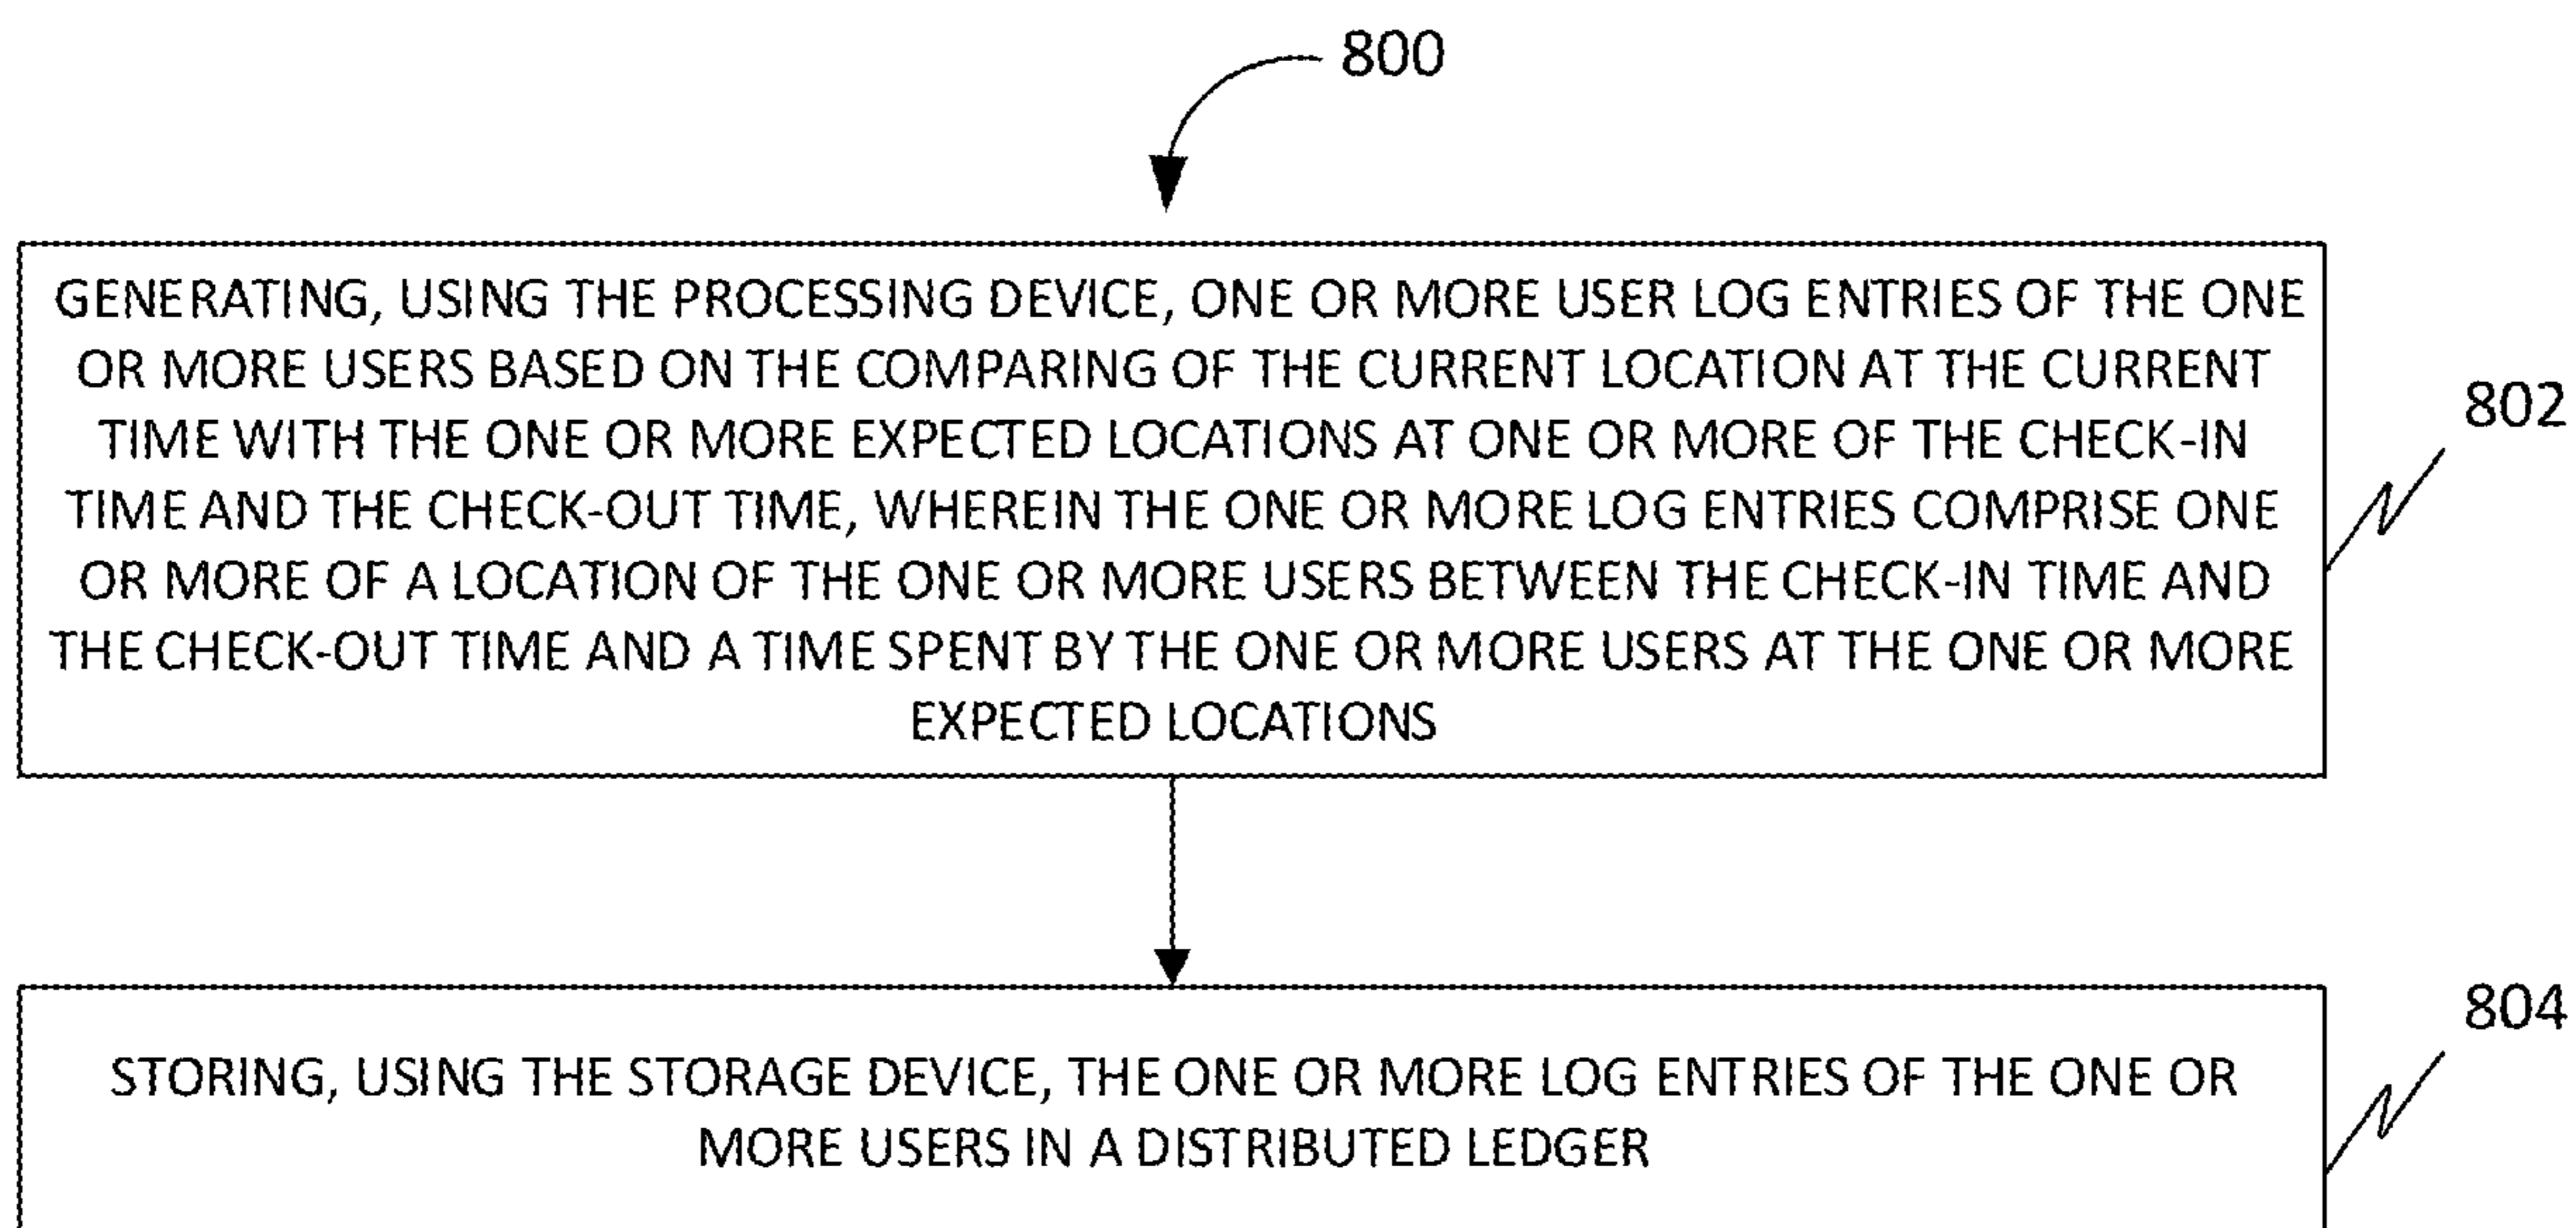 800
GENERATING, USING THE PROCESSING DEVICE, ONE OR MORE USER LOG ENTRIES OF THE ONE
OR MORE USERS BASED ON THE COMPARING OF THE CURRENT LOCATION AT THE CURRENT
TIME WITH THE ONE OR MORE EXPECTED LOCATIONS AT ONE OR MORE OF THE CHECK-IN
TIME AND THE CHECK-OUT TIME, WHEREIN THE ONE OR MORE LOG ENTRIES COMPRISE ONE
OR MORE OF A LOCATION OF THE ONE OR MORE USERS BETWEEN THE CHECK-IN TIME AND
THE CHECK-OUT TIME AND A TIME SPENT BY THE ONE OR MORE USERS AT THE ONE OR MORE
EXPECTED LOCATIONS
802
STORING, USING THE STORAGE DEVICE, THE ONE OR MORE LOG ENTRIES OF THE ONE OR
MORE USERS IN A DISTRIBUTED LEDGER
804